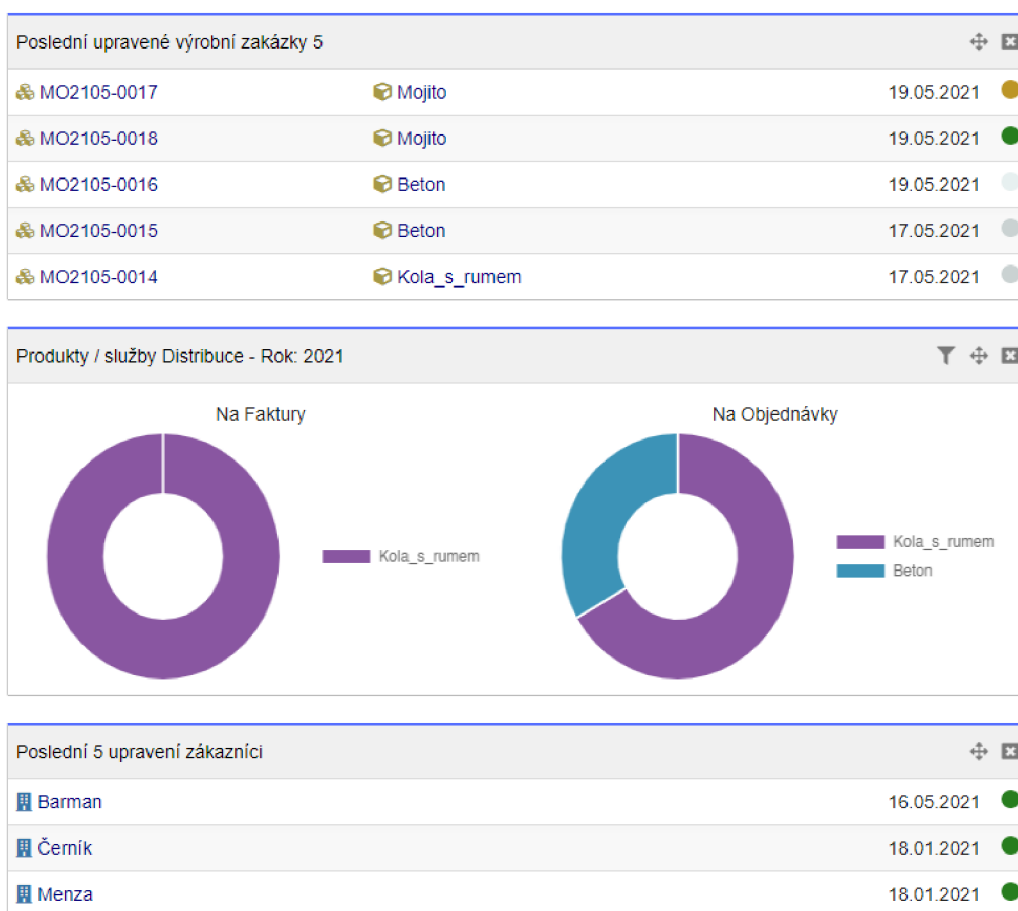 Poslední upravené výrobní zakázky 5
MO2105-0017 Mojito 19.05.2021
MO2105-0018 Mojito 19.05.2021
MO2105-0016 Beton 19.05.2021
MO2105-0015 Beton 17.05.2021
MO2105-0014 Kola_s_rumem 17.05.2021
Produkty / služby Distribuce - Rok: 2021
Na Faktury
Kola_s_rumem
Na Objednávky
Kola_s_rumem
Beton
Poslední 5 upravení zákazníci
Barman 16.05.2021
Černík 18.01.2021
Menza 18.01.2021